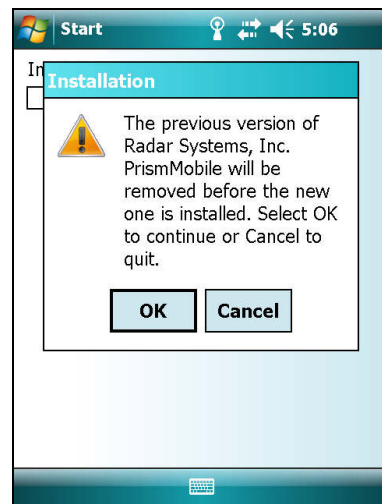 Start 5:06
In
Installation
The previous version of
Radar Systems, Inc.
PrismMobile will be
removed before the new
one is installed. Select OK
to continue or Cancel to
quit.
OK Cancel